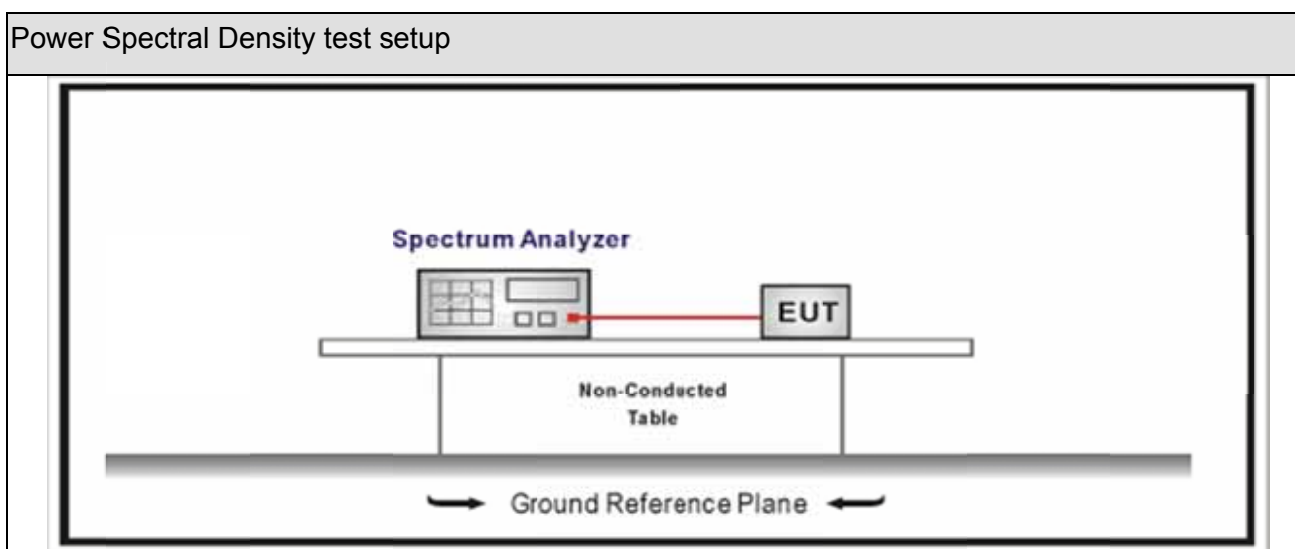 Power Spectral Density test setup
Spectrum Analyzer
EUT
Non-Conducted
Table
Ground Reference Plane